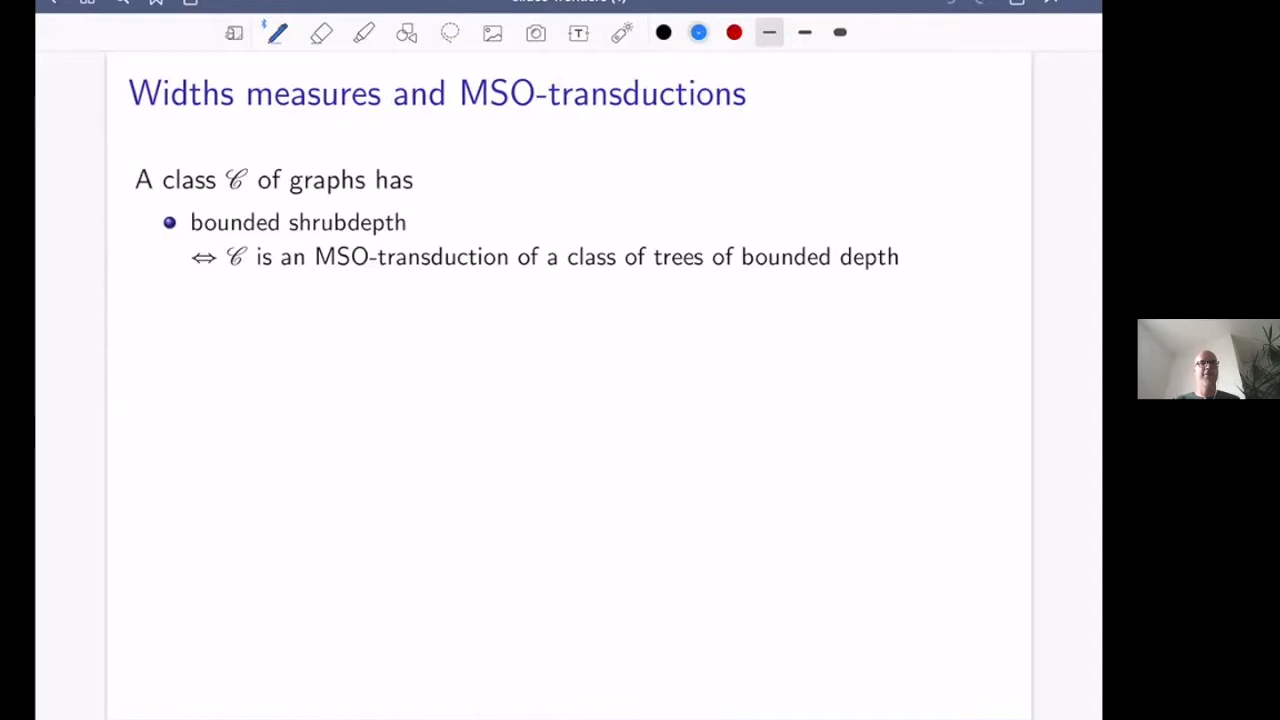 Widths measures and MSO-transductions
A class 𝒞 of graphs has
bounded shrubdepth
⇔ 𝒞 is an MSO-transduction of a class of trees of bounded depth